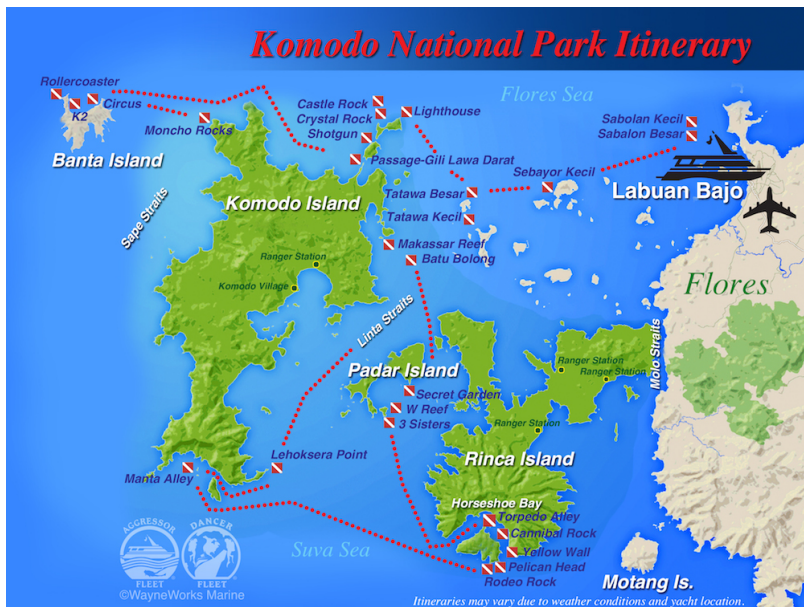 Komodo National Park Itinerary
Rollercoaster
K2
Circus
Moncho Rocks
Banta Island
Castle Rock
Crystal Rock
Shotgun
Lighthouse
Passage-Gili Lawa Darat
Flores Sea
Sabolan Kecil
Sabalon Besar
Sebayor Kecil
Labuan Bajo
Tatawa Besar
Tatawa Kecil
Komodo Island
Sape Straits
Makassar Reef
Batu Bolong
Ranger Station
Komodo Village
Flores
Linta Straits
Molo Straits
Padar Island
Ranger Station
Ranger Station
Secret Garden
W Reef
3 Sisters
Ranger Station
Lehoksera Point
Manta Alley
Rinca Island
Horseshoe Bay
Torpedo Alley
Cannibal Rock
Yellow Wall
Pelican Head
Rodeo Rock
Suva Sea
Motang Is.
AGGRESSOR
FLEET
DANCER
FLEET
©WayneWorks Marine
Itineraries may vary due to weather conditions and yacht location.